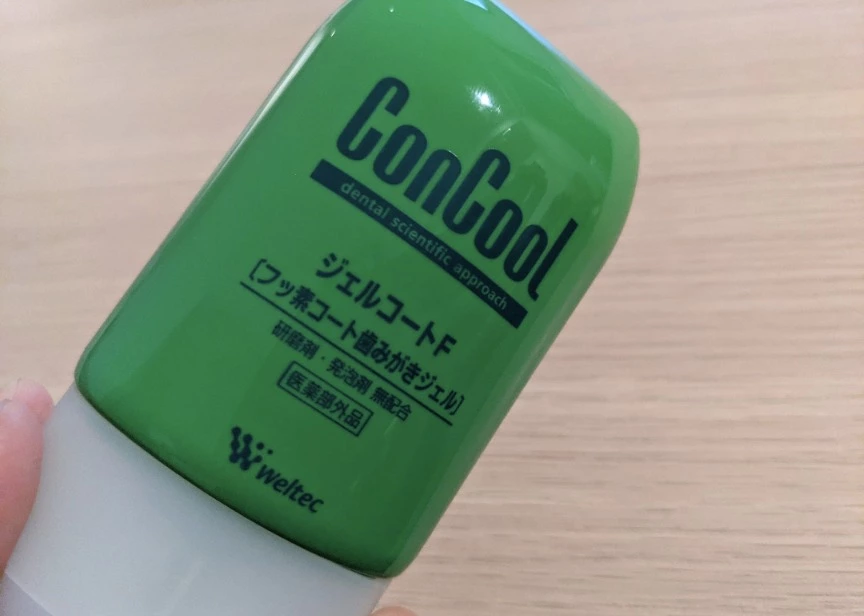 ConCool
dental scientific approach
ジェルコートF
[フッ素コート歯みがきジェル]
研磨剤・発泡剤 無配合
医薬部外品
weltec